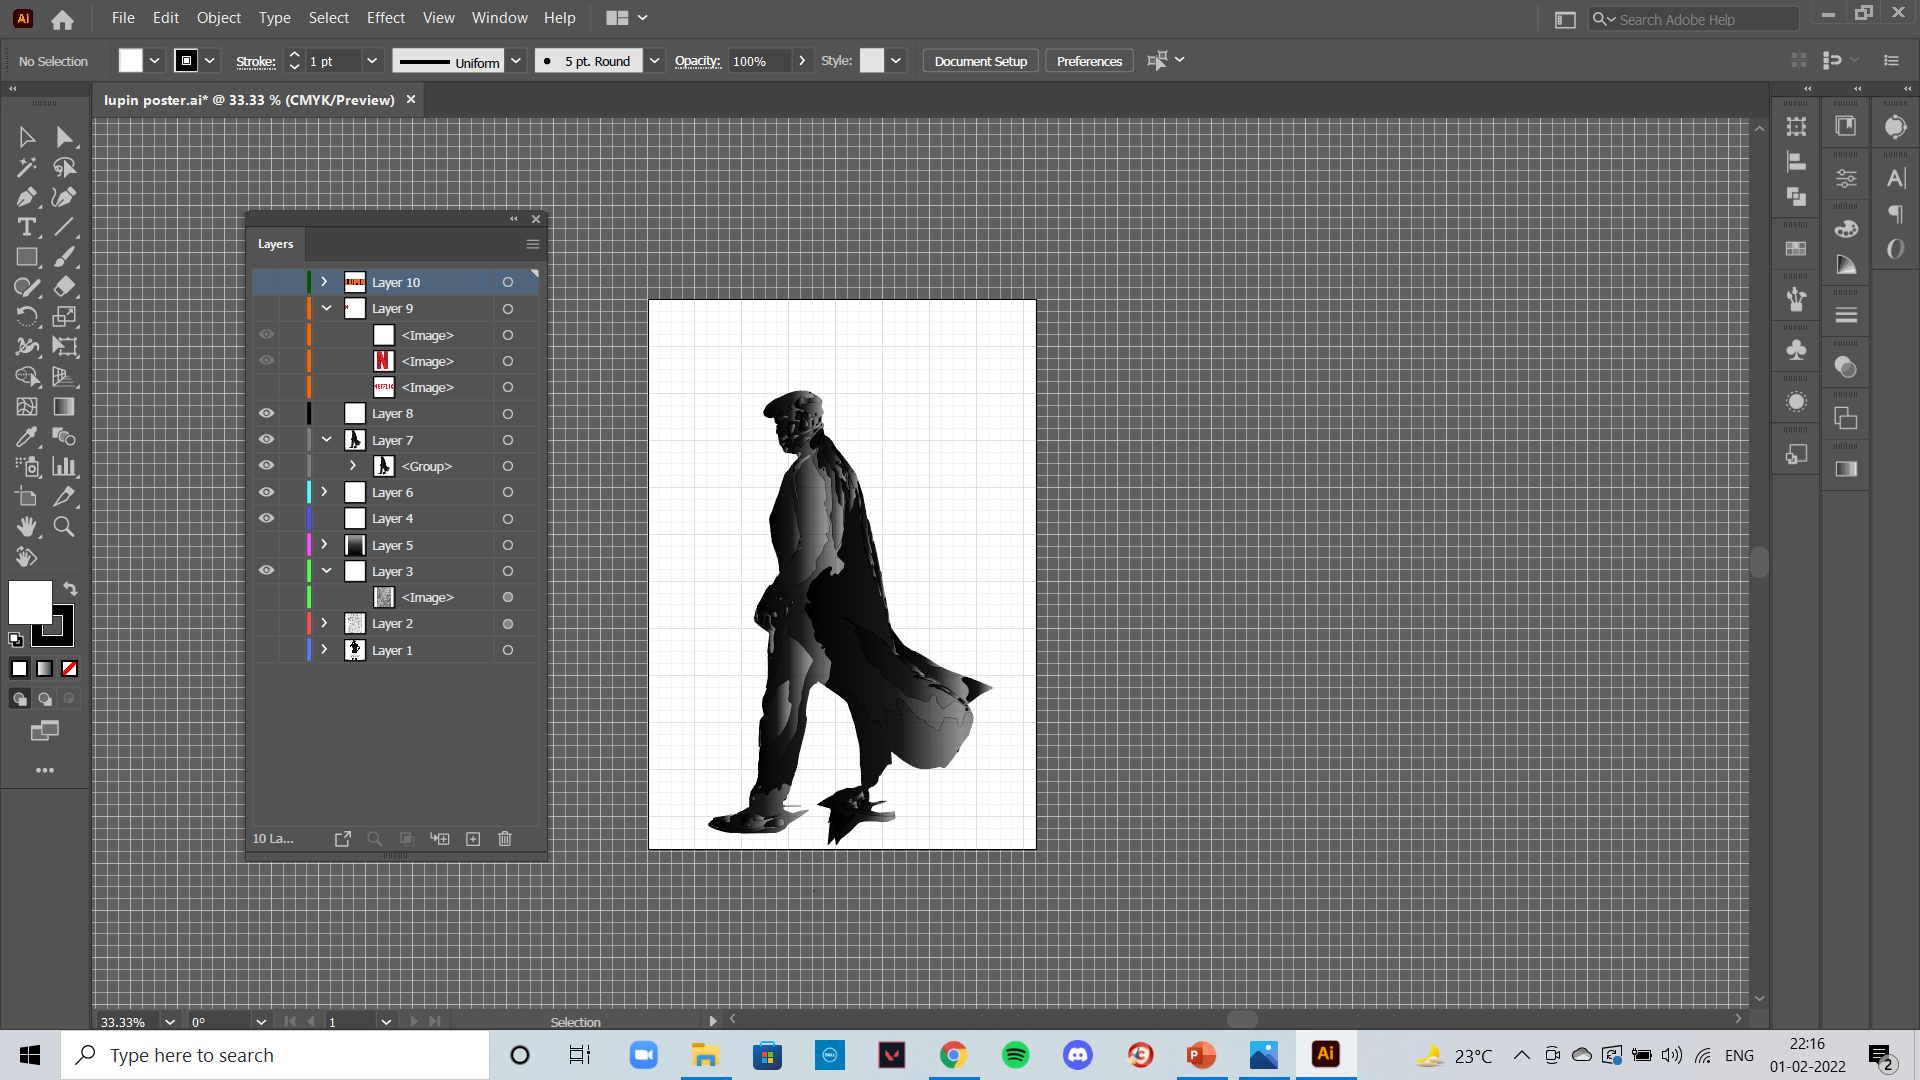 Ai File Edit Object Type Select Effect View Window Help Search Adobe Help
No Selection Stroke: 1 pt Uniform 5 pt. Round Opacity: 100% Style: Document Setup Preferences
lupin poster.ai* @ 33.33 % (CMYK/Preview)
Layers
Layer 10
Layer 9
<Image>
<Image>
<Image>
Layer 8
Layer 7
<Group>
Layer 6
Layer 4
Layer 5
Layer 3
<Image>
Layer 2
Layer 1
10 La...
33.33% 0° 1 Selection
Type here to search
23°C ENG
22:16
01-02-2022
2